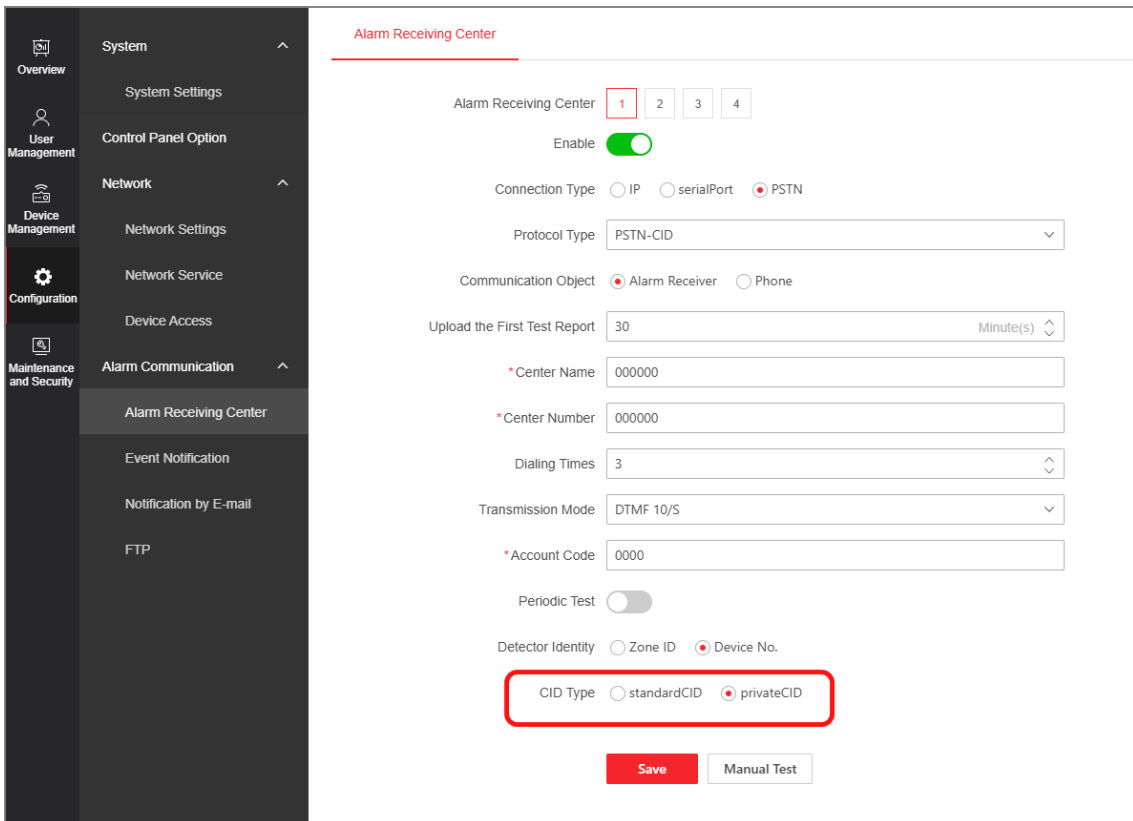 Overview
User
Management
Device
Management
Configuration
Maintenance
and Security
System
System Settings
Control Panel Option
Network
Network Settings
Network Service
Device Access
Alarm Communication
Alarm Receiving Center
Event Notification
Notification by E-mail
FTP
Alarm Receiving Center
Alarm Receiving Center 1 2 3 4
Enable
Connection Type IP serialPort PSTN
Protocol Type PSTN-CID
Communication Object Alarm Receiver Phone
Upload the First Test Report 30 Minute(s)
*Center Name 000000
*Center Number 000000
Dialing Times 3
Transmission Mode DTMF 10/S
*Account Code 0000
Periodic Test
Detector Identity Zone ID Device No.
CID Type standardCID privateCID
Save Manual Test